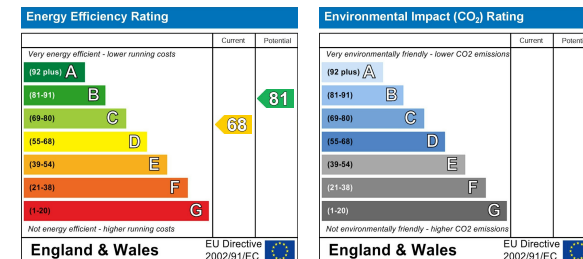 Energy Efficiency Rating
Current Potential
Very energy efficient - lower running costs
(92 plus) A
(81-91) B
81
(69-80) C
68
(55-68) D
(39-54) E
(21-38) F
(1-20) G
Not energy efficient - higher running costs
England & Wales
EU Directive
2002/91/EC
Environmental Impact (CO₂) Rating
Current Potential
Very environmentally friendly - lower CO2 emissions
(92 plus) A
(81-91) B
(69-80) C
(55-68) D
(39-54) E
(21-38) F
(1-20) G
Not environmentally friendly - higher CO2 emissions
England & Wales
EU Directive
2002/91/EC